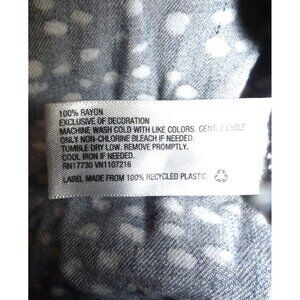 100% RAYON
EXCLUSIVE OF DECORATION
MACHINE WASH COLD WITH LIKE COLORS. GENTLE CYCLE
ONLY NON-CHLORINE BLEACH IF NEEDED.
TUMBLE DRY LOW. REMOVE PROMPTLY.
COOL IRON IF NEEDED.
RN17730 VN1107216
LABEL MADE FROM 100% RECYCLED PLASTIC